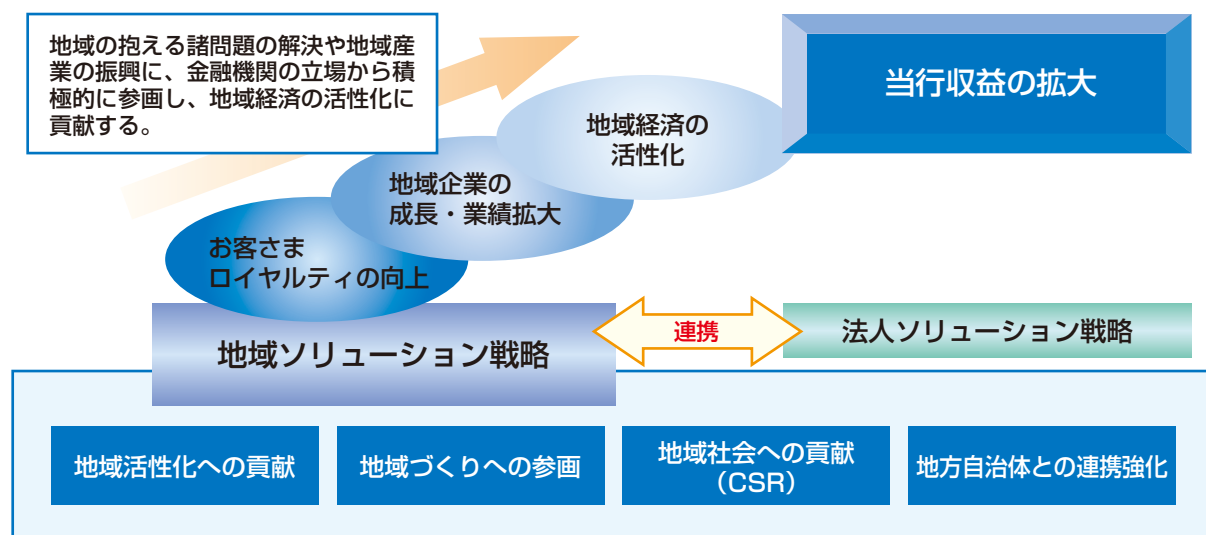 地域の抱える諸問題の解決や地域産
業の振興に、金融機関の立場から積
極的に参画し、地域経済の活性化に
貢献する。
当行収益の拡大
地域経済の
活性化
地域企業の
成長・業績拡大
お客さま
ロイヤルティの向上
地域ソリューション戦略
連携
法人ソリューション戦略
地域活性化への貢献
地域づくりへの参画
地域社会への貢献
（CSR）
地方自治体との連携強化